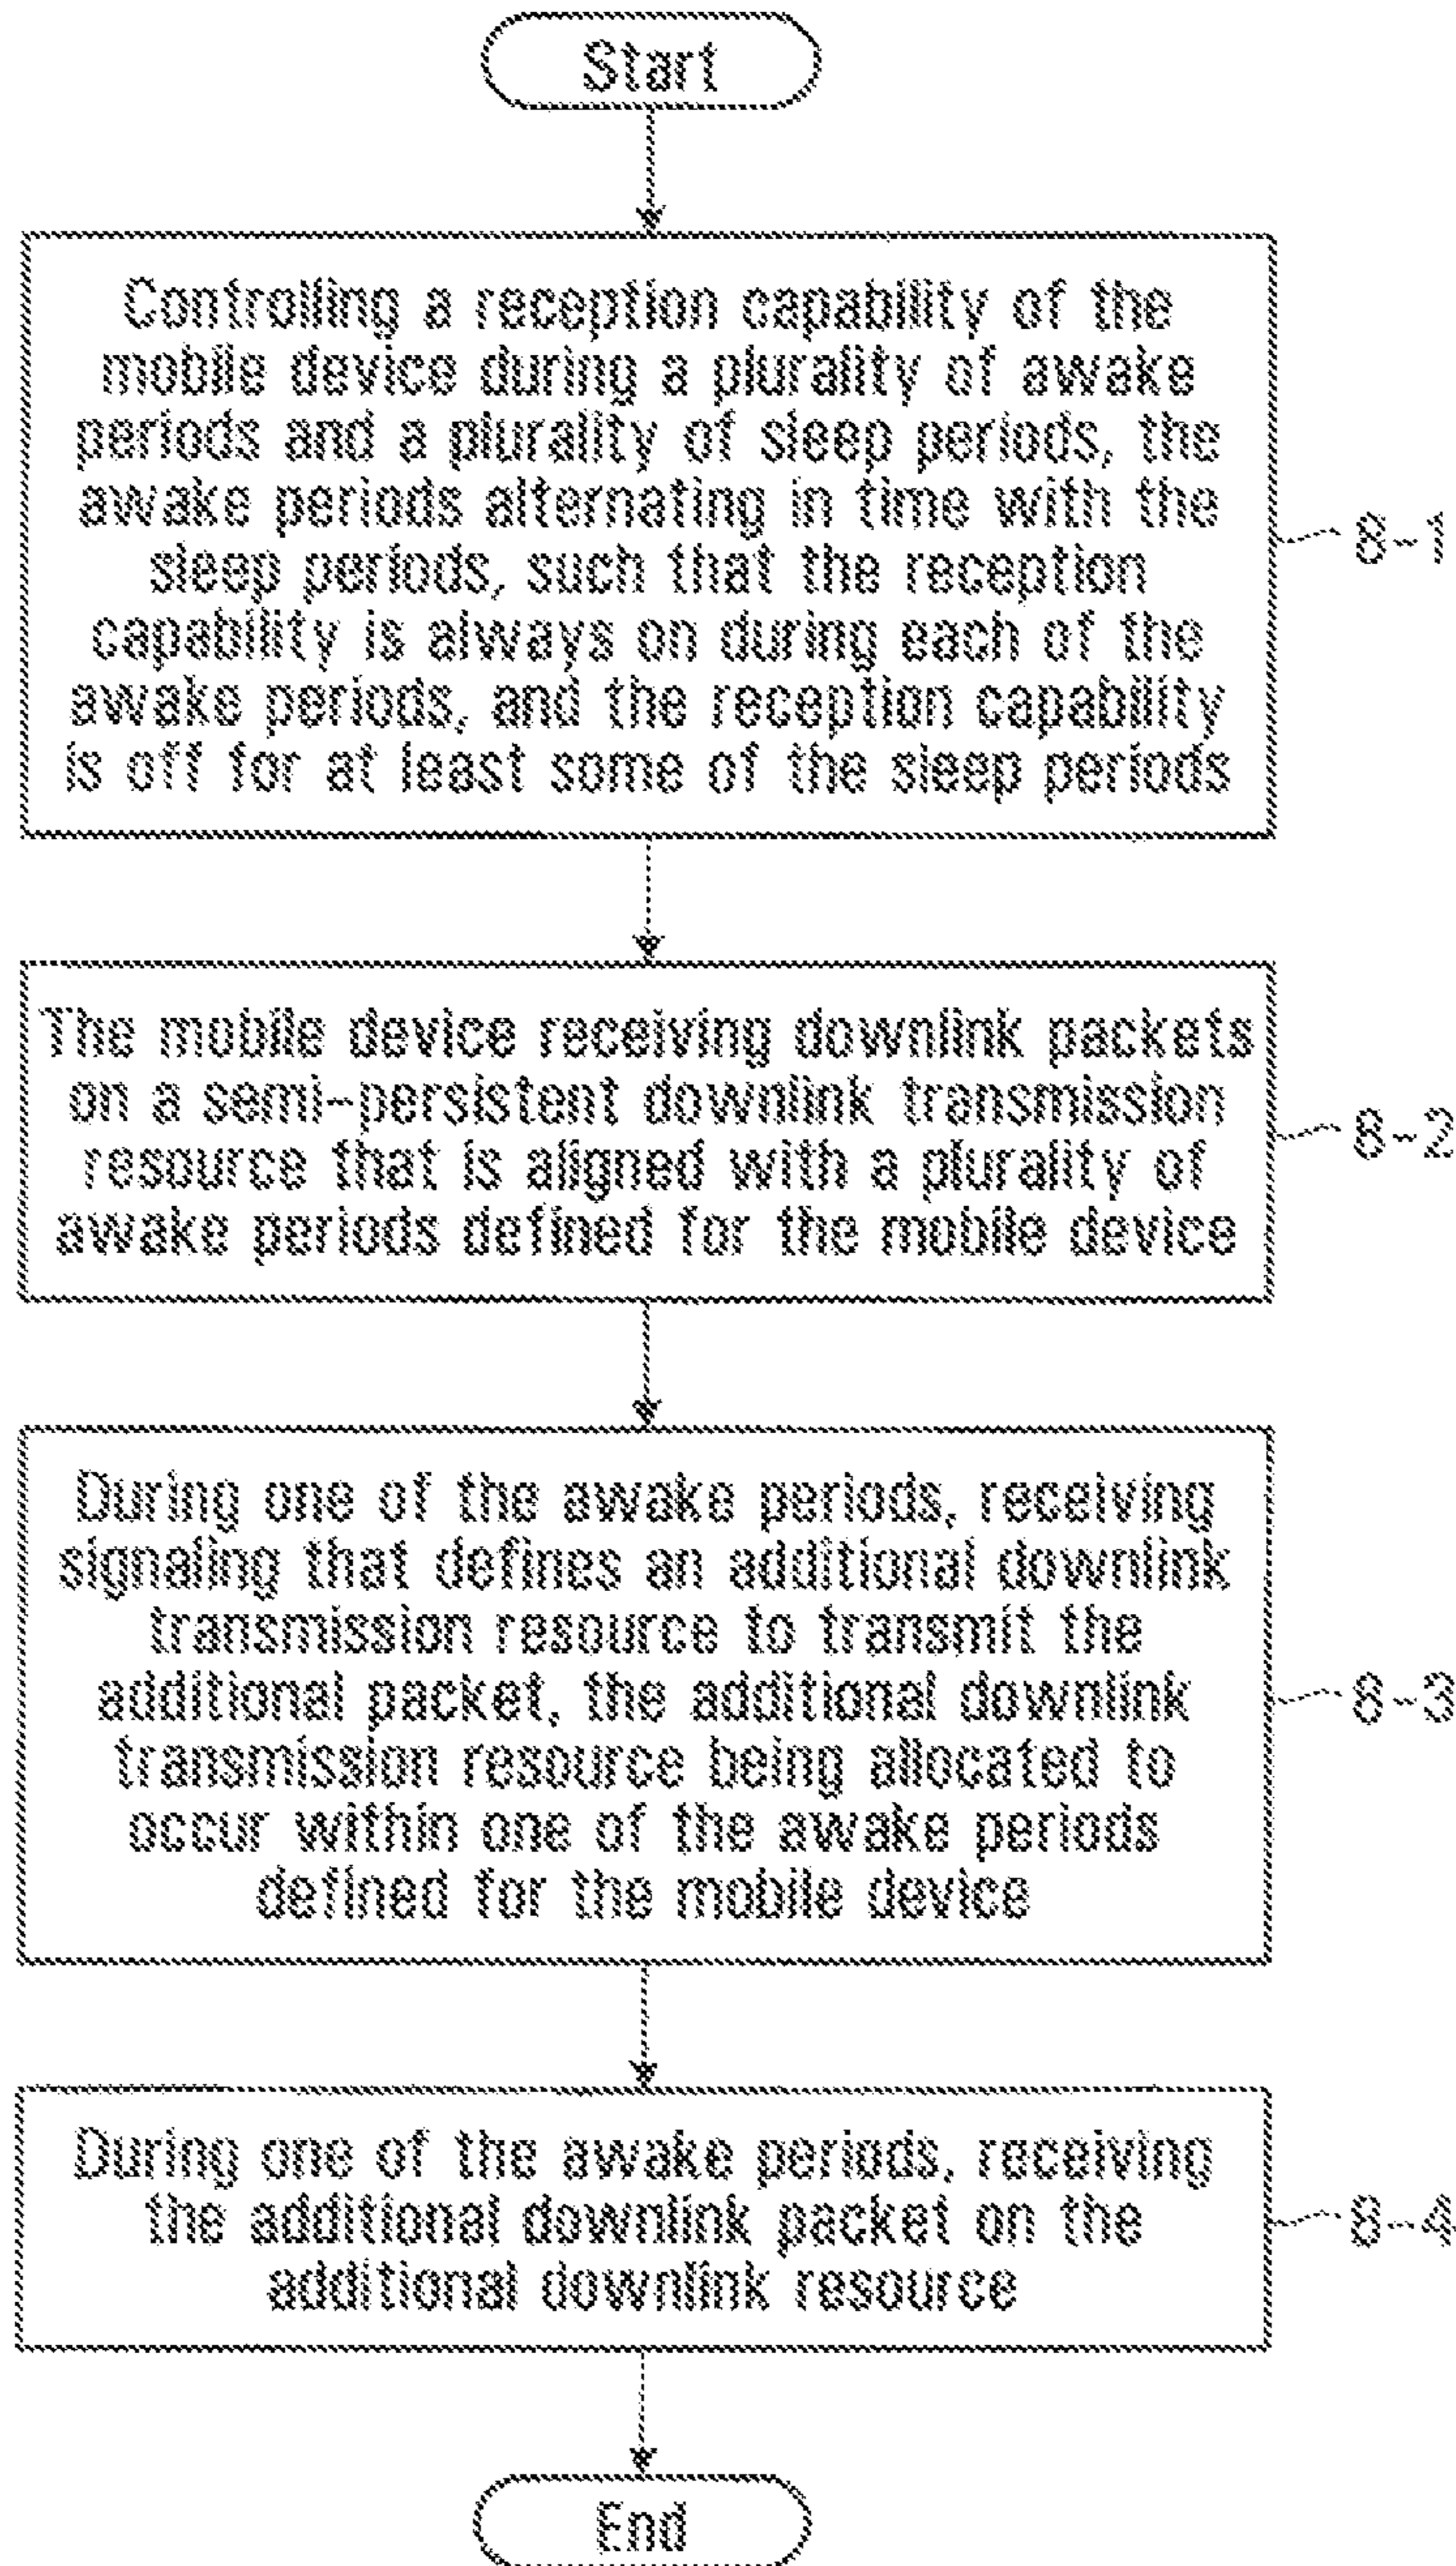 Start
Controlling a reception capability of the
mobile device during a plurality of awake
periods and a plurality of sleep periods, the
awake periods alternating in time with the
sleep periods, such that the reception
capability is always on during each of the
awake periods, and the reception capability
is off for at least some of the sleep periods
8-1
The mobile device receiving downlink packets
on a semi-persistent downlink transmission
resource that is aligned with a plurality of
awake periods defined for the mobile device
8-2
During one of the awake periods, receiving
signaling that defines an additional downlink
transmission resource to transmit the
additional packet, the additional downlink
transmission resource being allocated to
occur within one of the awake periods
defined for the mobile device
8-3
During one of the awake periods, receiving
the additional downlink packet on the
additional downlink resource
8-4
End